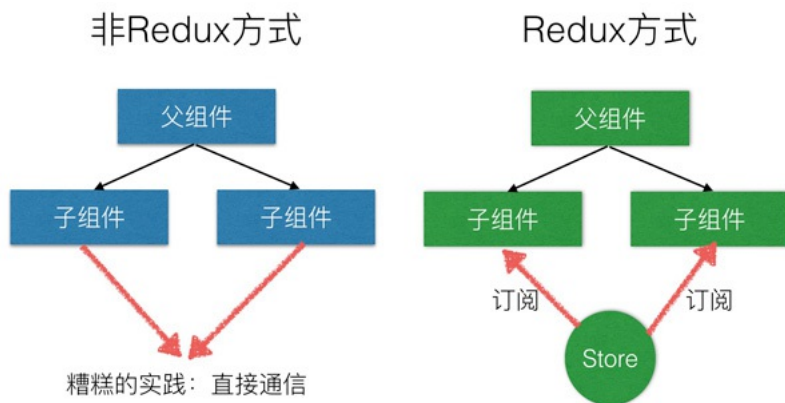 非Redux方式
父组件
子组件
子组件
糟糕的实践：直接通信
Redux方式
父组件
子组件
子组件
订阅
订阅
Store